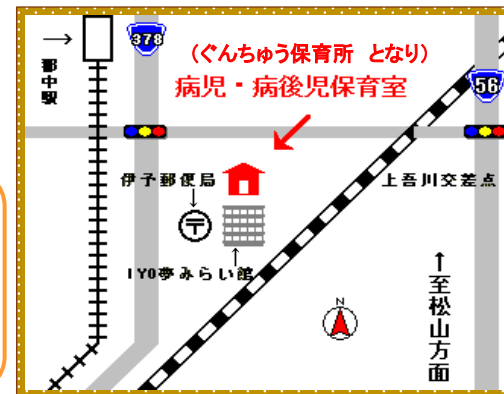 378
(ぐんちゅう保育所 となり)
→
郡中駅
病児・病後児保育室
56
伊予郵便局
↓
〒
上吾川交差点
IYO夢みらい館
↑
↑至松山方面
N